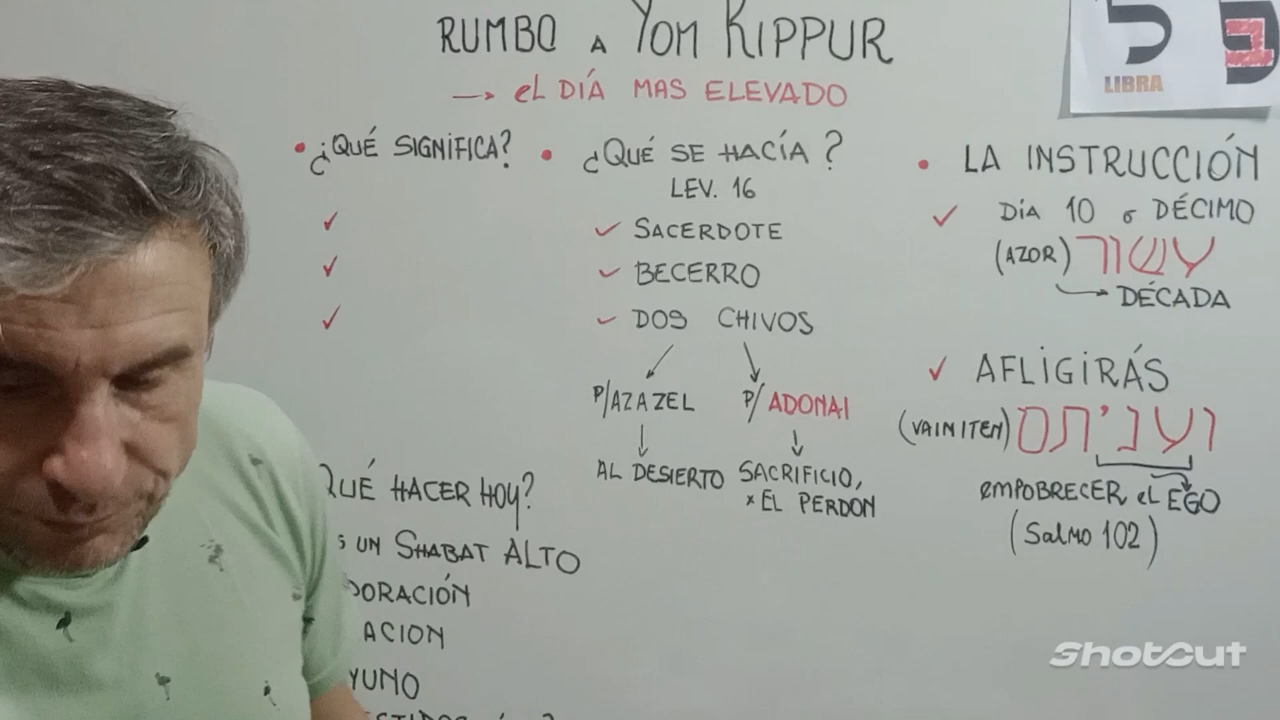 RUMBO A YOM KIPPUR
→ eL DÍA MAS ELEVADO
LIBRA
• ¿QUÉ SIGNIFICA?
• ¿QUÉ SE HACÍA?
LEV. 16
✓ SACERDOTE
✓ BECERRO
✓ DOS CHIVOS
P/AZAZEL
P/ADONAI
AL DESIERTO
SACRIFICIO,
x EL PERDON
• LA INSTRUCCIÓN
✓ DÍA 10 o DÉCIMO
(AZOR) עשור
DÉCADA
✓ AFLIGIRÁS
(VAINITEN) ועניתם
eMPOBRECER eL EGO
(SaLMO 102)
QUÉ HACER HOY?
S UN SHABAT ALTO
ORACIÓN
ACION
YUNO
Shotcut